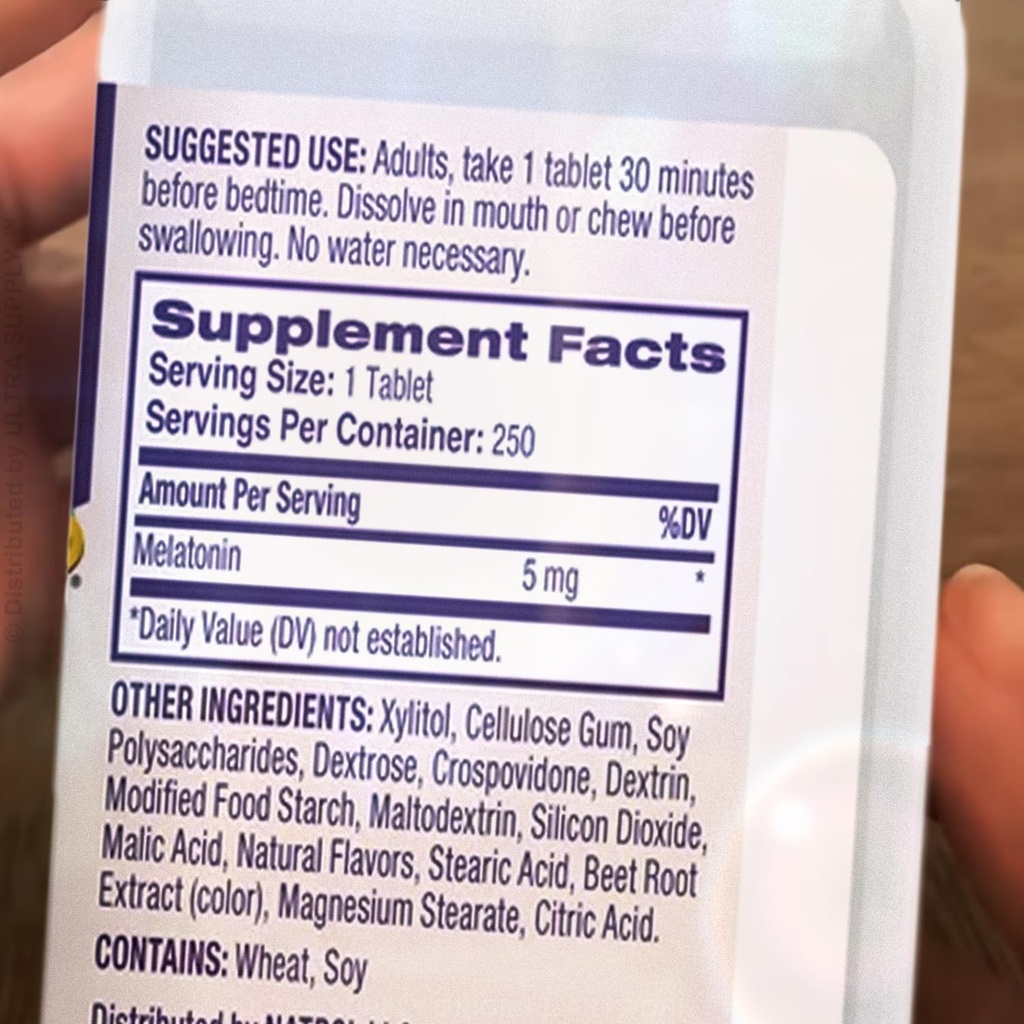 SUGGESTED USE: Adults, take 1 tablet 30 minutes
before bedtime. Dissolve in mouth or chew before
swallowing. No water necessary.
Supplement Facts
Serving Size: 1 Tablet
Servings Per Container: 250
Amount Per Serving %DV
Melatonin 5 mg *
*Daily Value (DV) not established.
OTHER INGREDIENTS: Xylitol, Cellulose Gum, Soy
Polysaccharides, Dextrose, Crospovidone, Dextrin,
Modified Food Starch, Maltodextrin, Silicon Dioxide,
Malic Acid, Natural Flavors, Stearic Acid, Beet Root
Extract (color), Magnesium Stearate, Citric Acid.
CONTAINS: Wheat, Soy
Distributed by
© Distributed by ULTRA SUPPLY